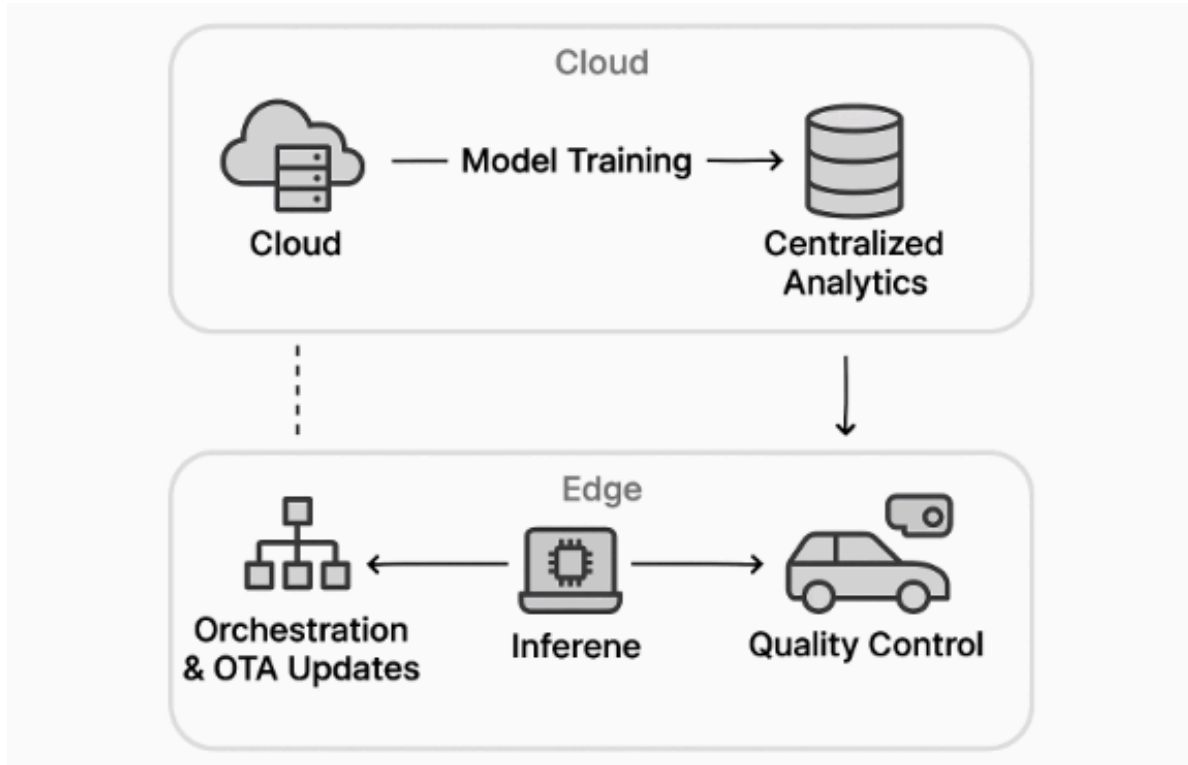 Cloud
Model Training
Cloud
Centralized
Analytics
Edge
Orchestration
& OTA Updates
Inferene
Quality Control